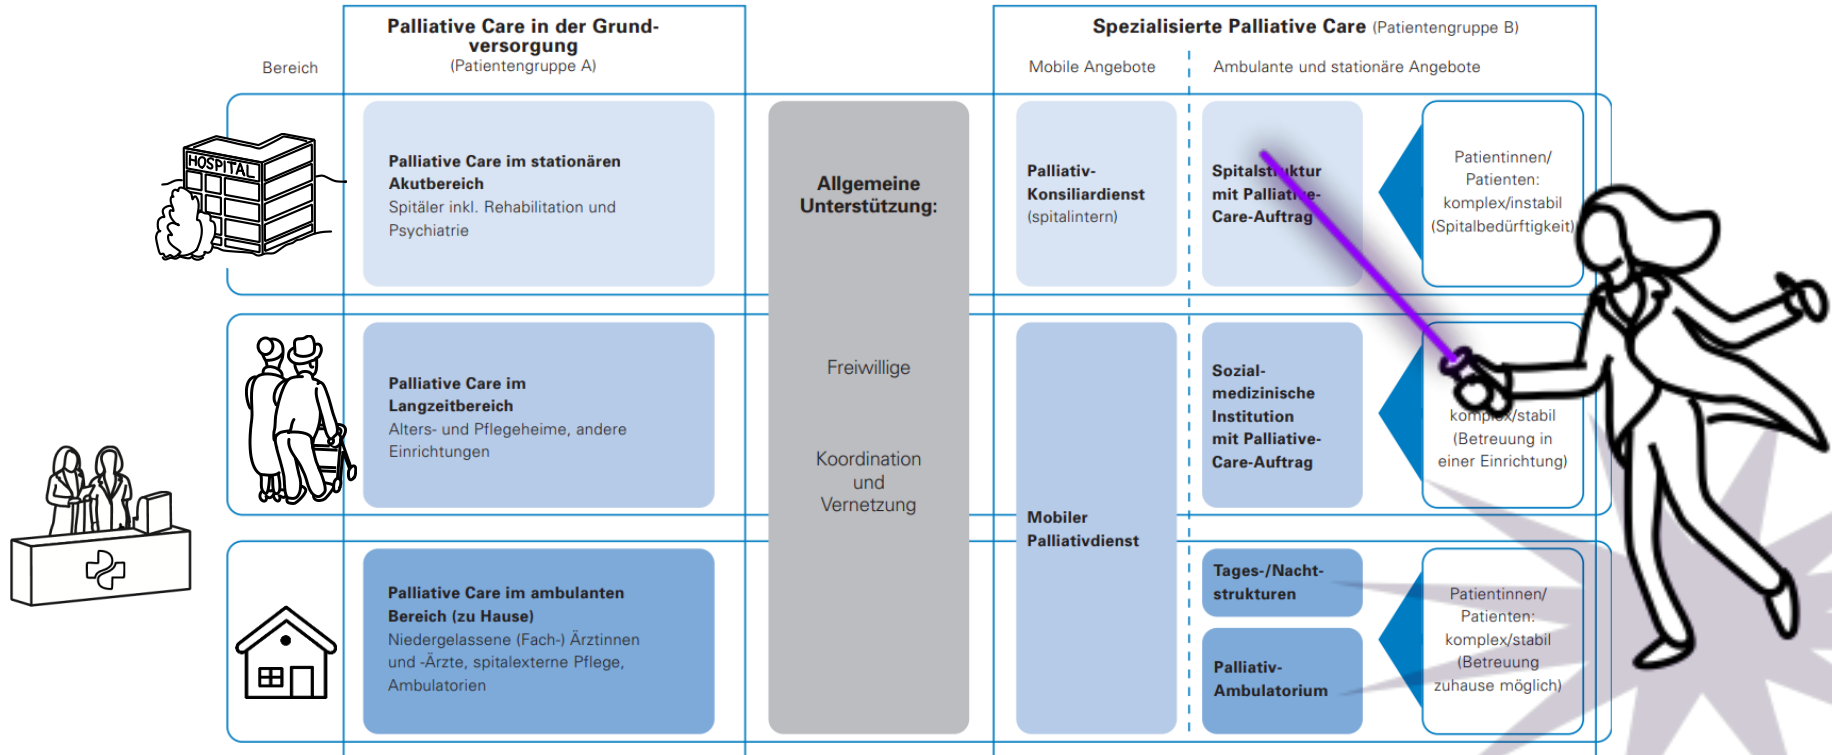 Palliative Care in der Grund-
versorgung
(Patientengruppe A)
Spezialisierte Palliative Care (Patientengruppe B)
Bereich
Mobile Angebote
Ambulante und stationäre Angebote
HOSPITAL
Palliative Care im stationären
Akutbereich
Spitäler inkl. Rehabilitation und
Psychiatrie
Allgemeine
Unterstützung:
Freiwillige
Koordination
und
Vernetzung
Palliativ-
Konsiliardienst
(spitalintern)
Spitalstruktur
mit Palliative-
Care-Auftrag
Patientinnen/
Patienten:
komplex/instabil
(Spitalbedürftigkeit)
Palliative Care im
Langzeitbereich
Alters- und Pflegeheime, andere
Einrichtungen
Mobiler
Palliativdienst
Sozial-
medizinische
Institution
mit Palliative-
Care-Auftrag
komplex/stabil
(Betreuung in
einer Einrichtung)
Palliative Care im ambulanten
Bereich (zu Hause)
Niedergelassene (Fach-) Ärztinnen
und -Ärzte, spitalexterne Pflege,
Ambulatorien
Tages-/Nacht-
strukturen
Palliativ-
Ambulatorium
Patientinnen/
Patienten:
komplex/stabil
(Betreuung
zuhause möglich)